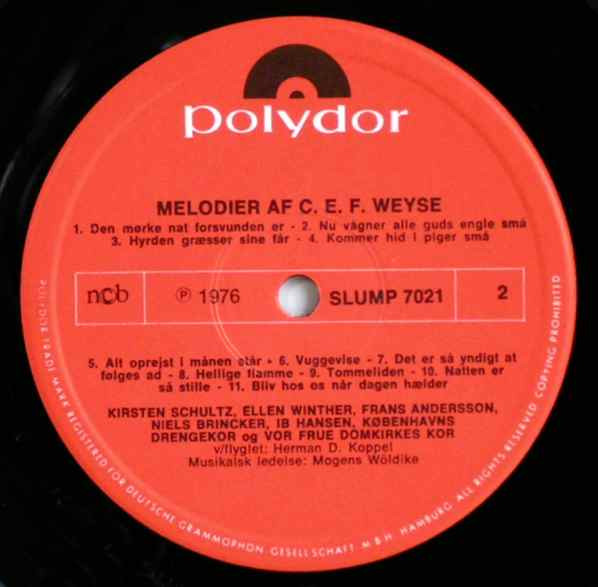 polydor
MELODIER AF C. E. F. WEYSE
1. Den mørke nat forsvunden er - 2. Nu vågner alle guds engle små
3. Hyrden græsser sine får - 4. Kommer hid I piger små
ncb
℗ 1976
SLUMP 7021
2
5. Alt oprejst I månen står - 6. Vuggevise - 7. Det er så yndigt at
følges ad - 8. Hellige flamme - 9. Tommeliden - 10. Natten er
så stille - 11. Bliv hos os når dagen hælder
KIRSTEN SCHULTZ, ELLEN WINTHER, FRANS ANDERSSON,
NIELS BRINCKER, IB HANSEN, KØBENHAVNS
DRENGEKOR og VOR FRUE DOMKIRKES KOR
v/flyglet: Herman D. Koppel
Musikalsk ledelse: Mogens Wöldike
POLYDOR TRADE MARK REGISTERED FOR DEUTSCHE GRAMMOPHON GESELLSCHAFT M·B·H. HAMBURG. ALL RIGHTS RESERVED COPYING PROHIBITED